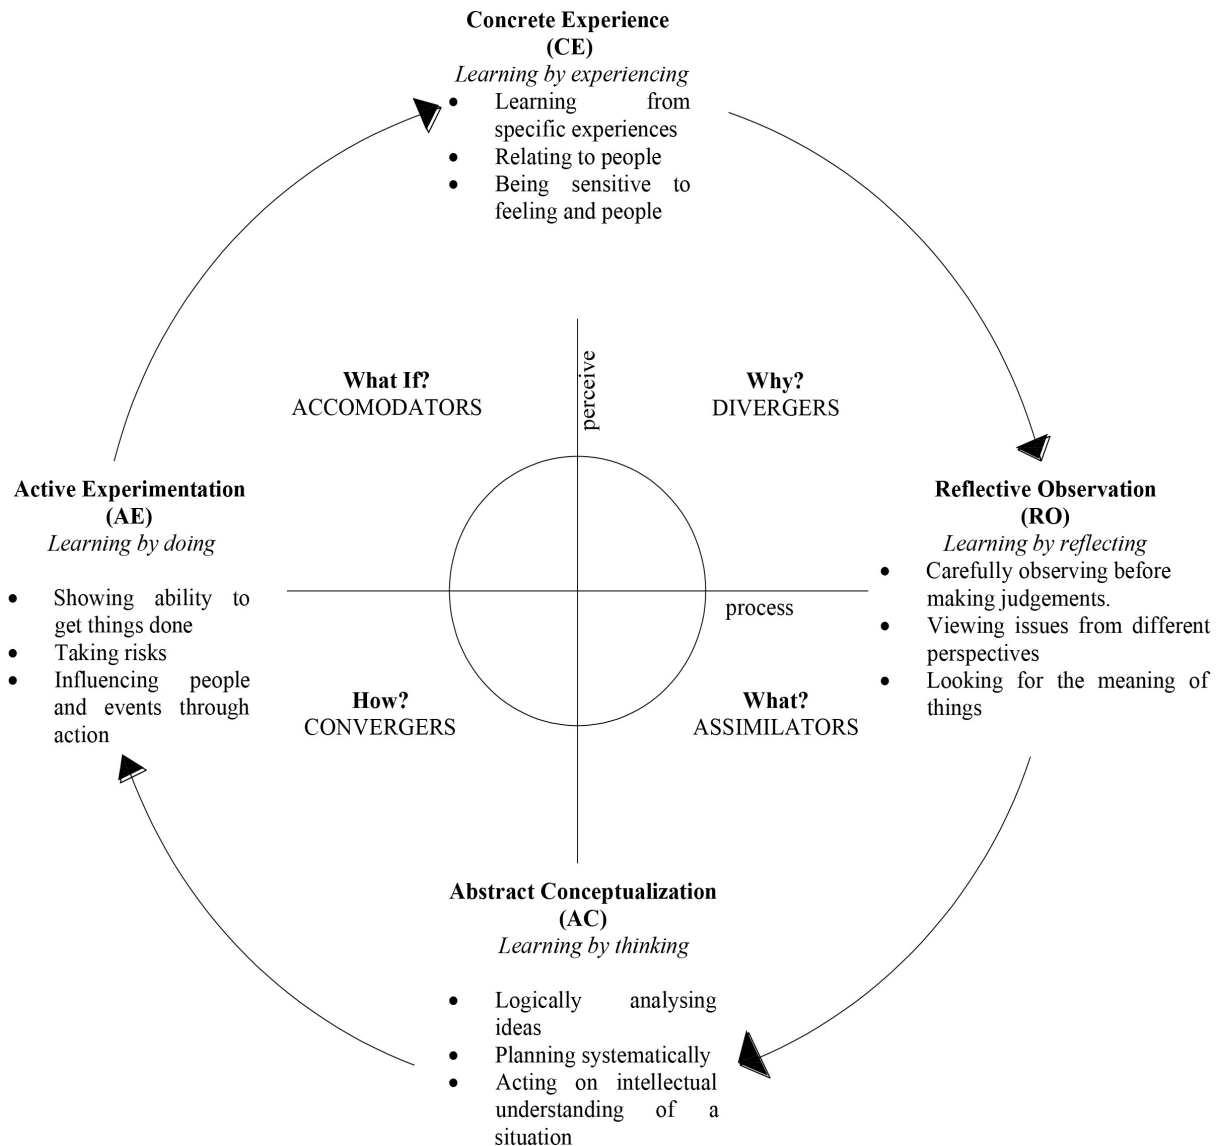 Concrete Experience
(CE)
Learning by experiencing
• Learning from
specific experiences
• Relating to people
• Being sensitive to
feeling and people
perceive
What If?
ACCOMODATORS
Why?
DIVERGERS
Active Experimentation
(AE)
Learning by doing
• Showing ability to
get things done
• Taking risks
• Influencing people
and events through
action
Reflective Observation
(RO)
Learning by reflecting
• Carefully observing before
making judgements.
• Viewing issues from different
perspectives
• Looking for the meaning of
things
process
How?
CONVERGERS
What?
ASSIMILATORS
Abstract Conceptualization
(AC)
Learning by thinking
• Logically analysing
ideas
• Planning systematically
• Acting on intellectual
understanding of a
situation